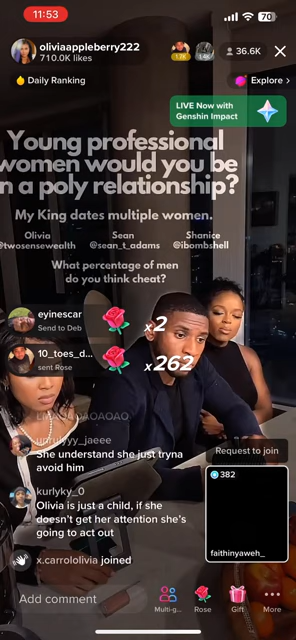 11:53
70
oliviaappleberry222
710.0K likes
36.6K
Daily Ranking
Explore >
LIVE Now with
Genshin Impact
Young professional
women would you be
n a poly relationship?
My King dates multiple women.
Olivia Sean Shanice
@twosensewealth @sean_t_adams @ibombshell
What percentage of men
do you think cheat?
eyinescar
Send to Deb
x2
10_toes_d...
sent Rose
x262
unrulyyy_jaeee
She understand she just tryna
avoid him
Request to join
kurlyky_0
Olivia is just a child, if she
doesn't get her attention she's
going to act out
382
faithinyaweh_
x.carrololivia joined
Add comment
Multi-g...
Rose
Gift
More